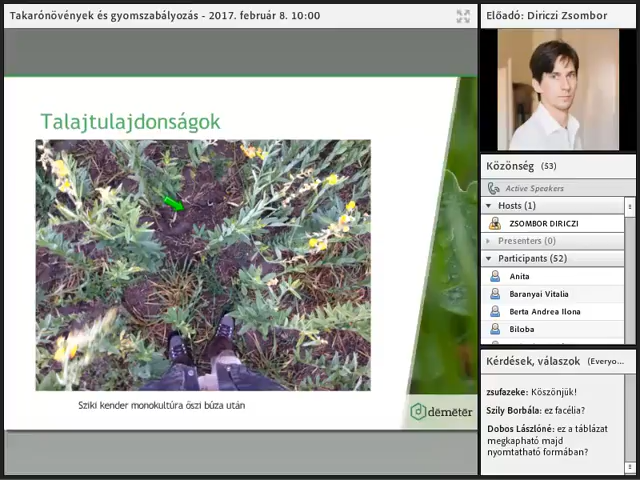 Takarónövények és gyomszabályozás - 2017. február 8. 10:00
Talajtulajdonságok
Sziki kender monokultúra őszi búza után
dēmētēr
Előadó: Diriczi Zsombor
Közönség (53)
Active Speakers
Hosts (1)
ZSOMBOR DIRICZI
Presenters (0)
Participants (52)
Anita
Baranyai Vitalia
Berta Andrea Ilona
Biloba
Kérdések, válaszok (Everyo...
zsufazeke: Köszönjük!
Szily Borbála: ez facélia?
Dobos Lászlóné: ez a táblázat
megkapható majd
nyomtatható formában?